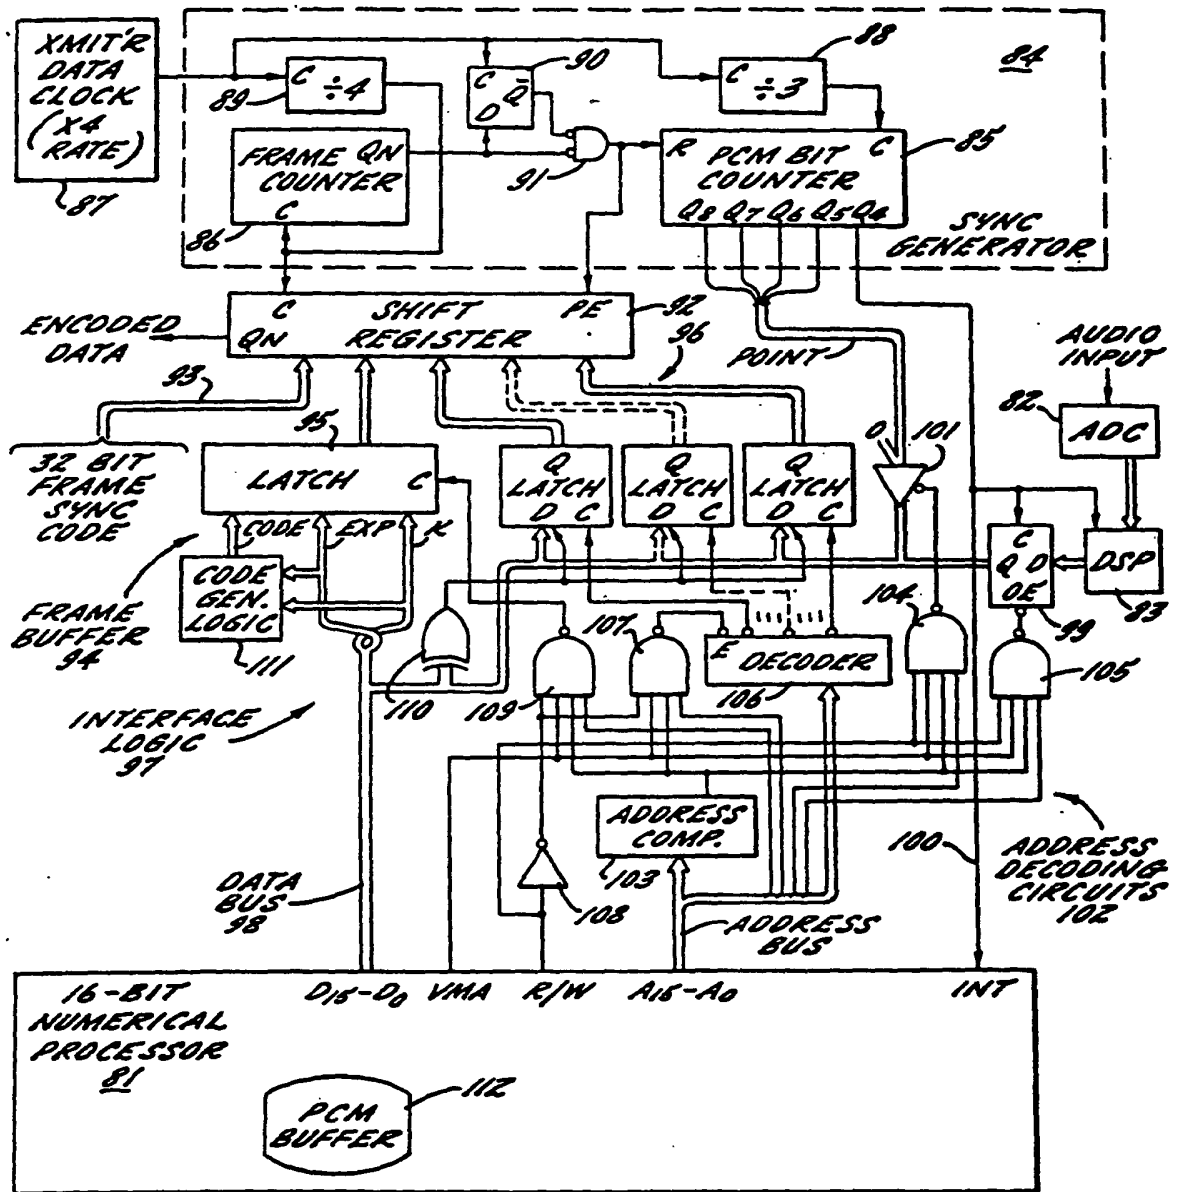 XMIT'R
DATA
CLOCK
(X4
RATE)
87
C
÷4
89
C
D
Q̅
90
91
C
÷3
88
84
FRAME QN
COUNTER
C
86
R PCM BIT C
COUNTER
Q8 Q7 Q6 Q5 Q4
85
SYNC
GENERATOR
C SHIFT PE
QN REGISTER
92
ENCODED
DATA
96
POINT
AUDIO
INPUT
93
95
32 BIT
FRAME
SYNC
CODE
LATCH C
Q
LATCH
D C
Q
LATCH
D C
Q
LATCH
D C
0
101
82
ADC
CODE
EXP
K
CODE
GEN.
LOGIC
111
FRAME
BUFFER
94
C
Q D
OE
99
DSP
83
107
104
E DECODER
106
105
110
109
INTERFACE
LOGIC
97
ADDRESS
COMP.
103
108
100
ADDRESS
DECODING
CIRCUITS
102
DATA
BUS
98
ADDRESS
BUS
16-BIT
NUMERICAL
PROCESSOR
81
D15-D0 VMA R/W A15-A0 INT
112
PCM
BUFFER